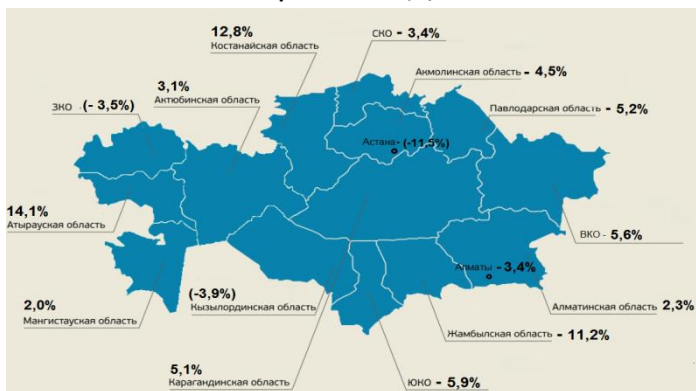 12,8%
Костанайская область
СКО - 3,4%
3,1%
Актюбинская область
Акмолинская область - 4,5%
ЗКО - (- 3,5%)
Павлодарская область - 5,2%
Астана - (-11,5%)
14,1%
Атырауская область
ВКО - 5,6%
Алматы - 3,4%
2,0%
Мангистауская область
(-3,9%)
Кызылординская область
Алматинская область 2,3%
Жамбылская область - 11,2%
5,1%
Карагандинская область
ЮКО - 5,9%